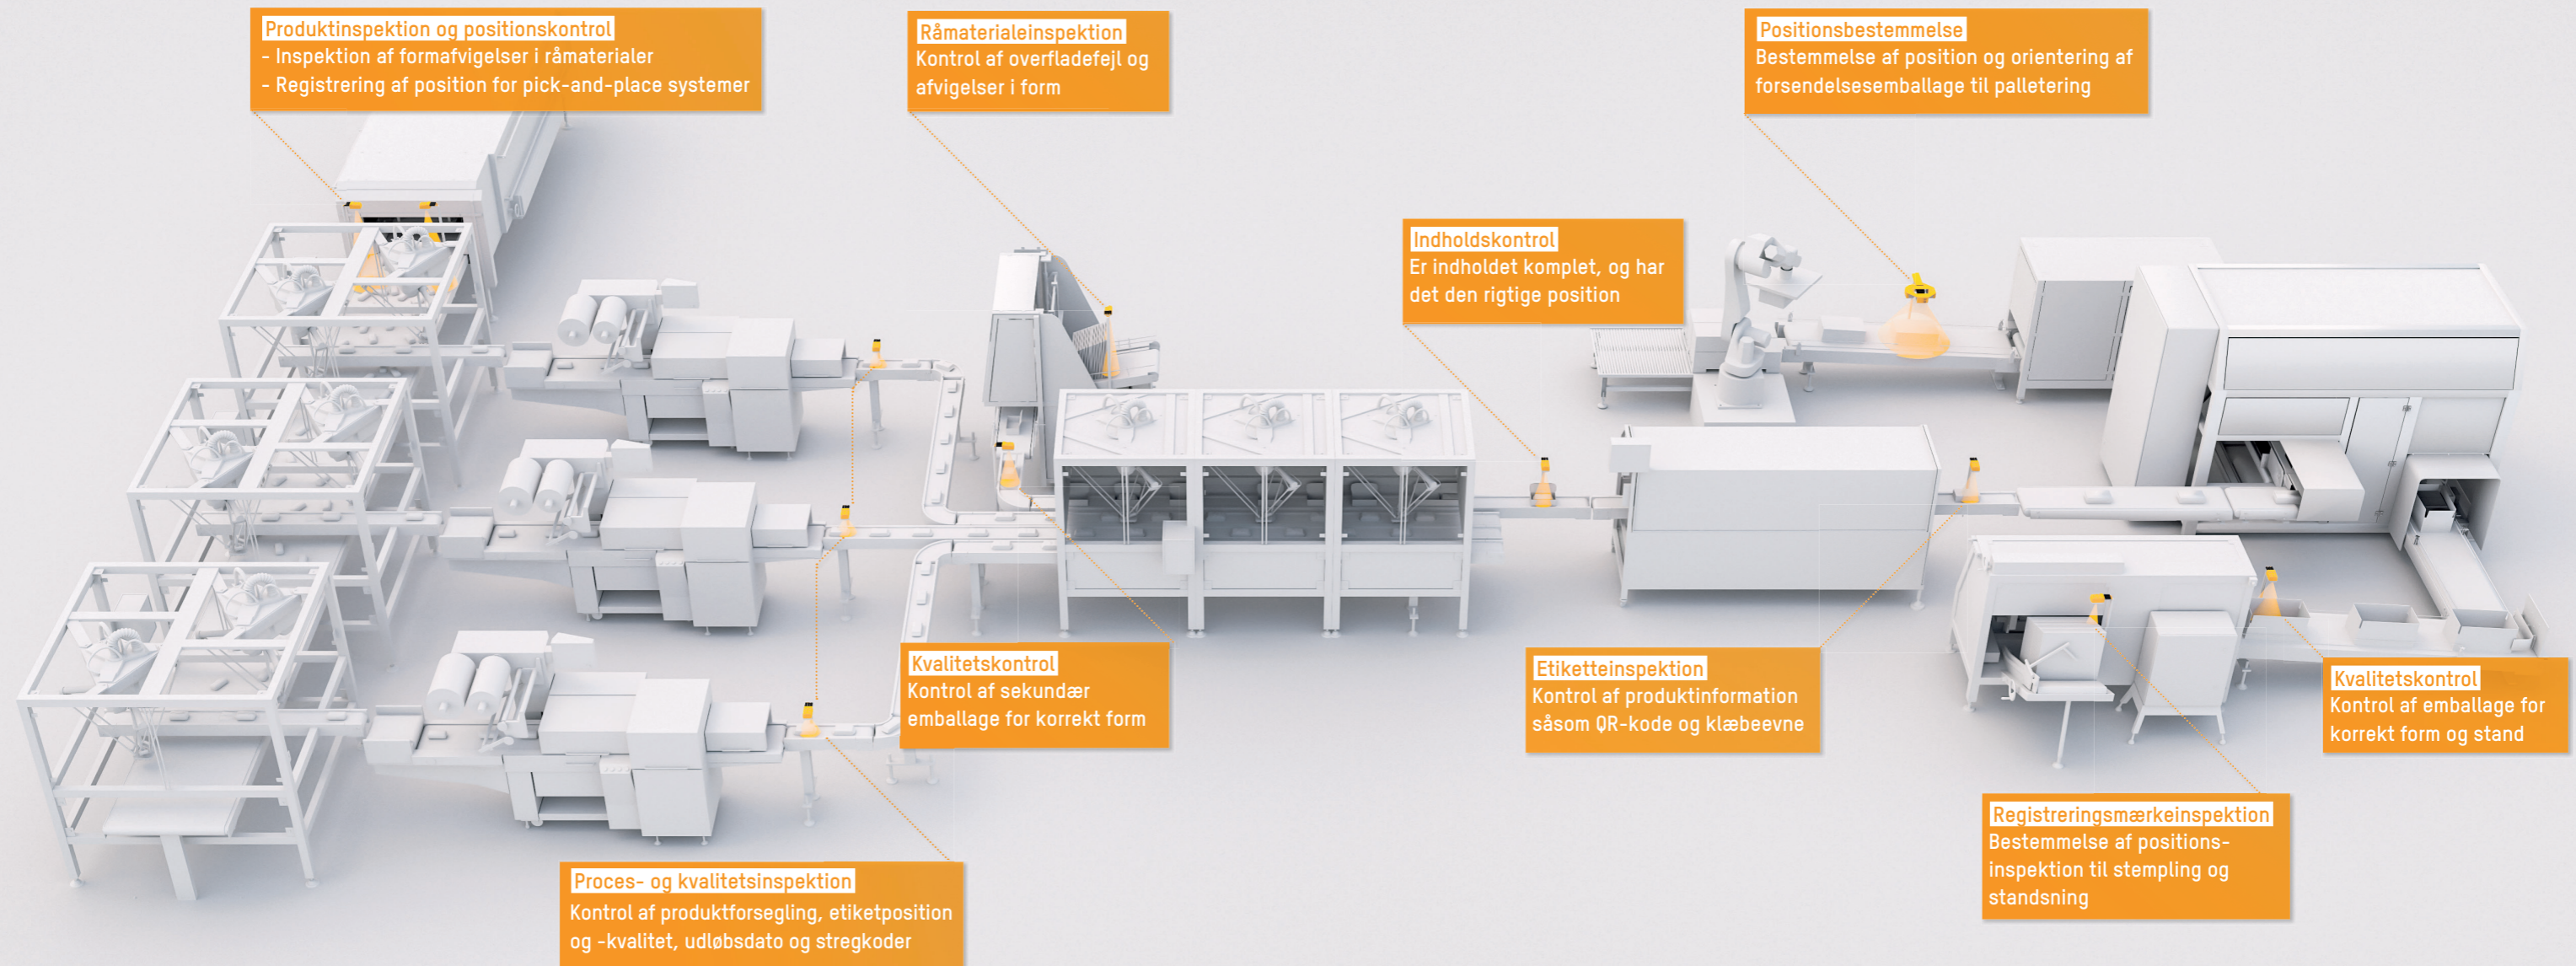 Produktinspektion og positionskontrol
- Inspektion af formafvigelser i råmaterialer
- Registrering af position for pick-and-place systemer
Råmaterialeinspektion
Kontrol af overfladefejl og
afvigelser i form
Positionsbestemmelse
Bestemmelse af position og orientering af
forsendelsesemballage til palletering
Indholdskontrol
Er indholdet komplet, og har
det den rigtige position
Kvalitetskontrol
Kontrol af sekundær
emballage for korrekt form
Etiketteinspektion
Kontrol af produktinformation
såsom QR-kode og klæbeevne
Kvalitetskontrol
Kontrol af emballage for
korrekt form og stand
Registreringsmærkeinspektion
Bestemmelse af positions-
inspektion til stempling og
standsning
Proces- og kvalitetsinspektion
Kontrol af produktforsegling, etiketposition
og -kvalitet, udløbsdato og stregkoder